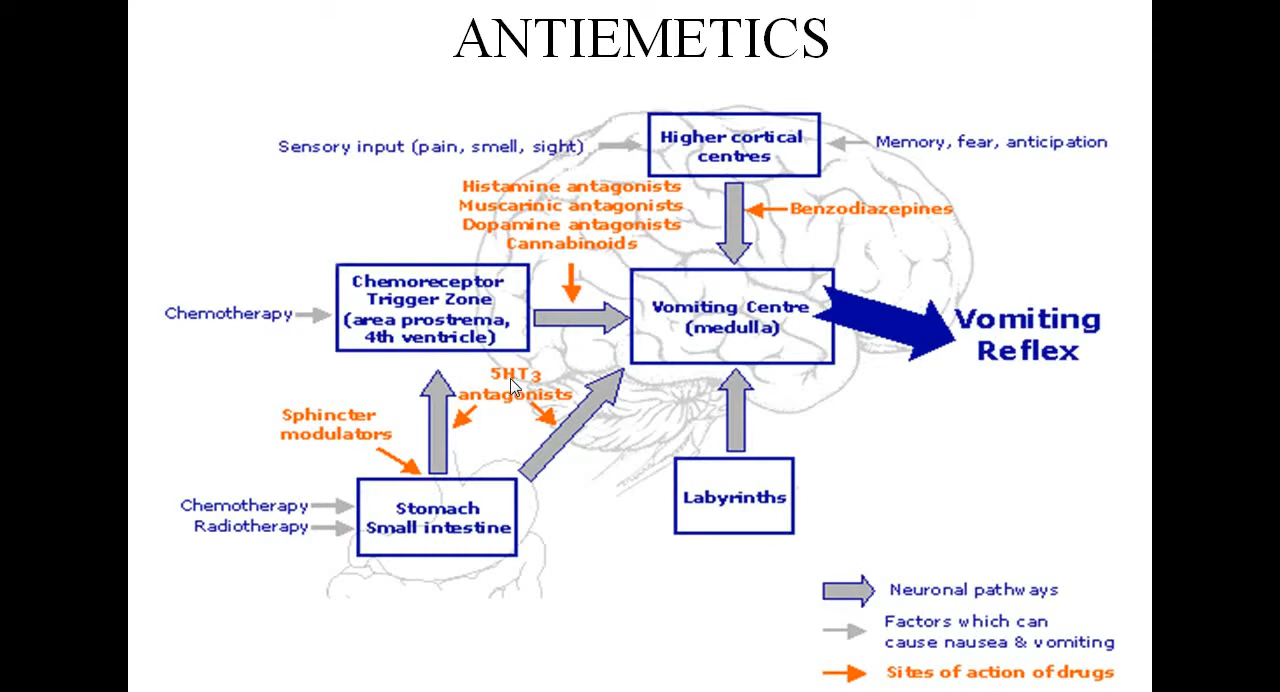 ANTIEMETICS
Sensory input (pain, smell, sight)
Higher cortical
centres
Memory, fear, anticipation
Histamine antagonists
Muscarinic antagonists
Dopamine antagonists
Cannabinoids
Benzodiazepines
Chemotherapy
Chemoreceptor
Trigger Zone
(area prostrema,
4th ventricle)
Vomiting Centre
(medulla)
Vomiting
Reflex
5HT3
antagonists
Sphincter
modulators
Chemotherapy
Radiotherapy
Stomach
Small intestine
Labyrinths
Neuronal pathways
Factors which can
cause nausea & vomiting
Sites of action of drugs